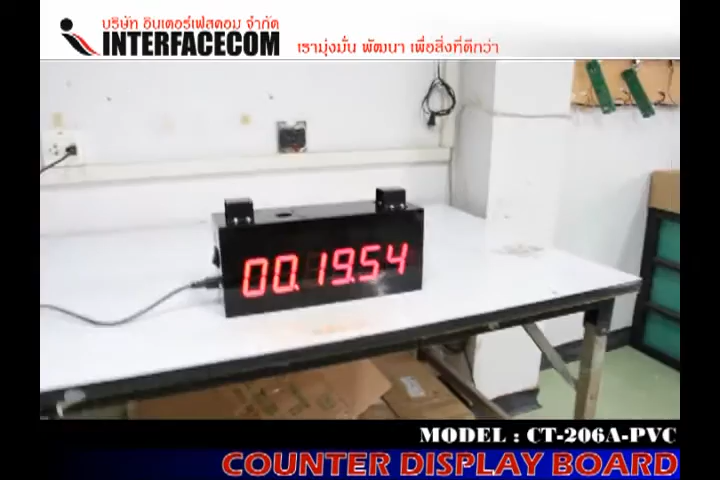 บริษัท อินเตอร์เฟสคอม จำกัด
INTERFACECOM
เรามุ่งมั่น พัฒนา เพื่อสิ่งที่ดีกว่า
00.19.54
MODEL : CT-206A-PVC
COUNTER DISPLAY BOARD